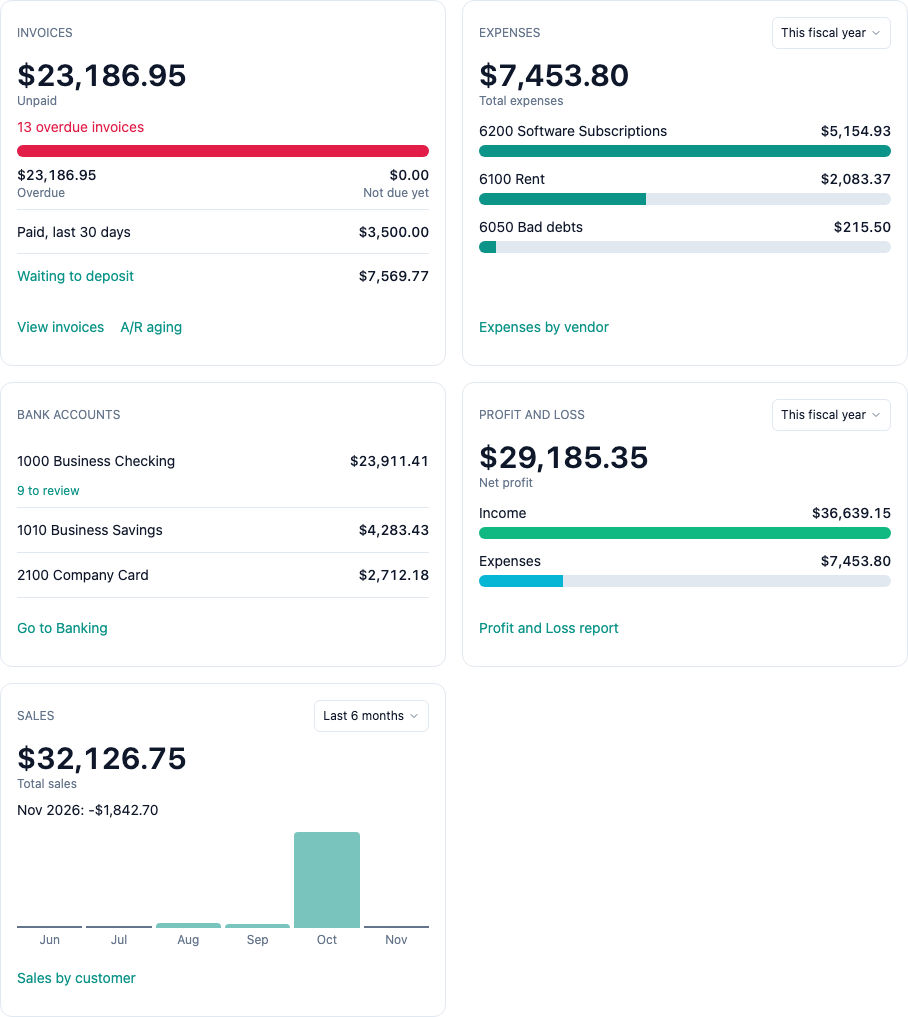 INVOICES
$23,186.95
Unpaid
13 overdue invoices
$23,186.95 $0.00
Overdue Not due yet
Paid, last 30 days $3,500.00
Waiting to deposit $7,569.77
View invoices A/R aging
EXPENSES This fiscal year
$7,453.80
Total expenses
6200 Software Subscriptions $5,154.93
6100 Rent $2,083.37
6050 Bad debts $215.50
Expenses by vendor
BANK ACCOUNTS
1000 Business Checking $23,911.41
9 to review
1010 Business Savings $4,283.43
2100 Company Card $2,712.18
Go to Banking
PROFIT AND LOSS This fiscal year
$29,185.35
Net profit
Income $36,639.15
Expenses $7,453.80
Profit and Loss report
SALES Last 6 months
$32,126.75
Total sales
Nov 2026: -$1,842.70
Jun Jul Aug Sep Oct Nov
Sales by customer